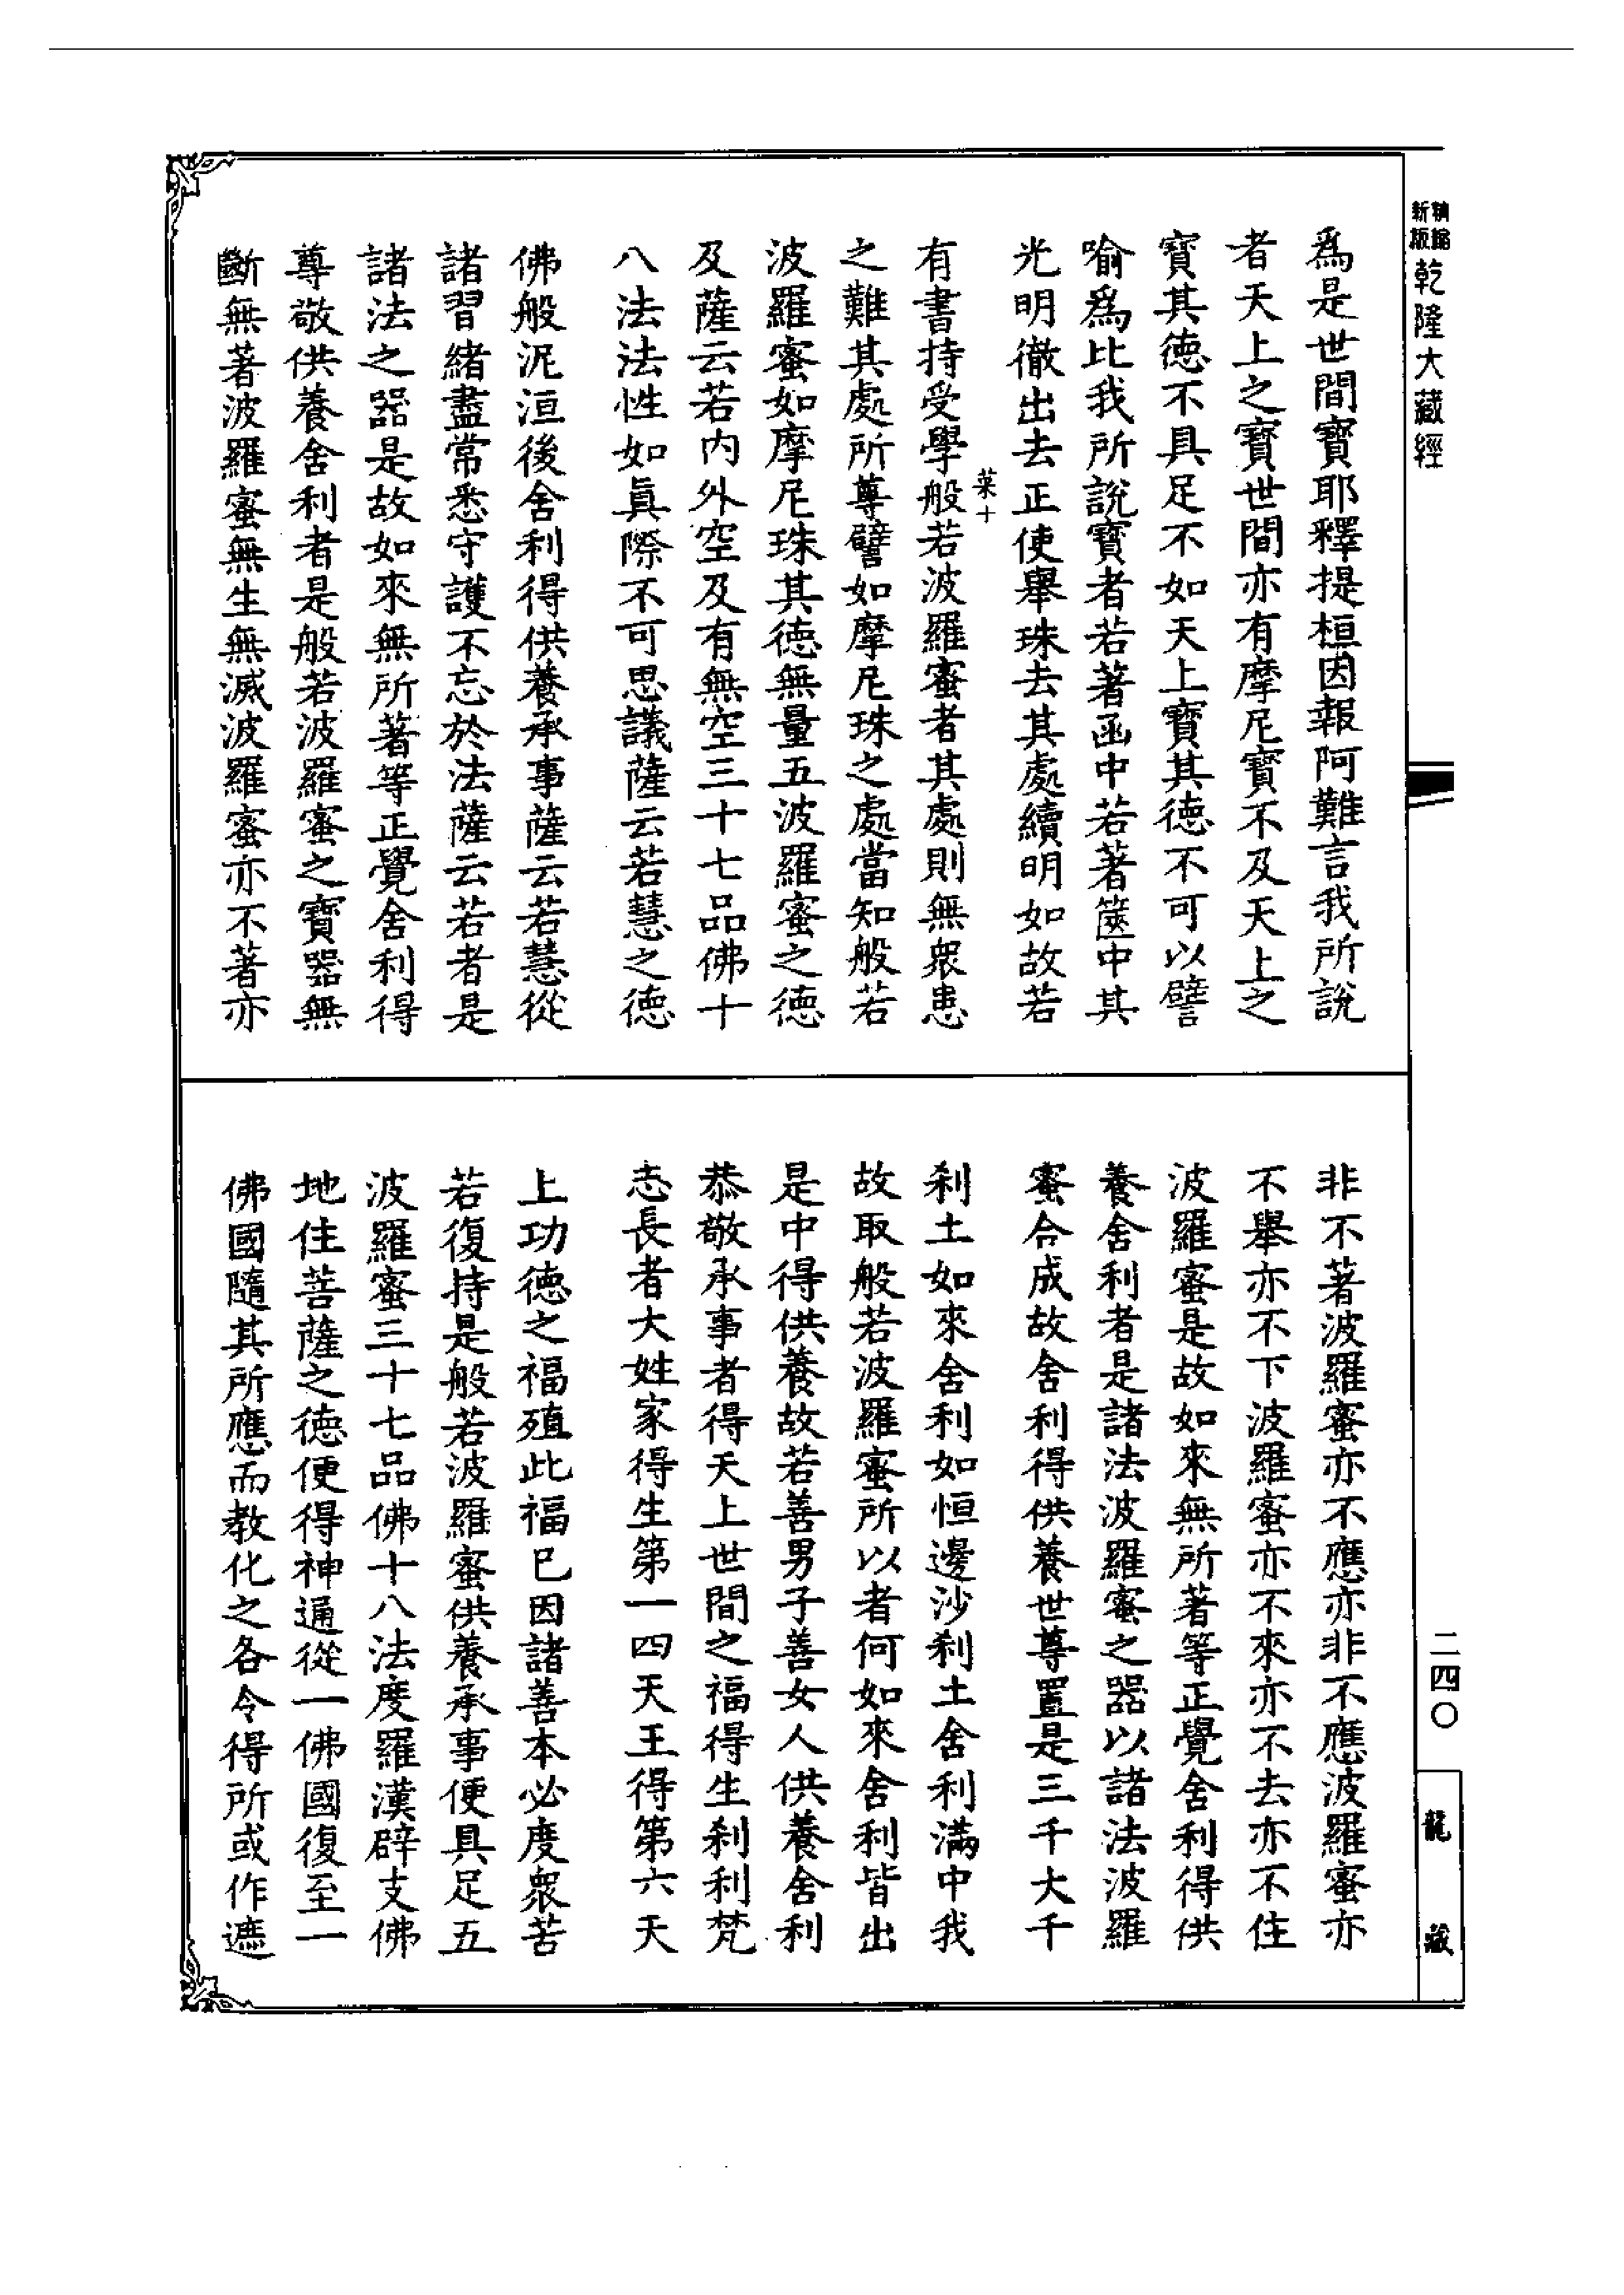 精縮
新版
乾隆大藏經
爲是世間寶耶釋提桓因報阿難言我所說
者天上之寶世間亦有摩尼寶不及天上之
寶其德不具足不如天上寶其德不可以譬
喻爲比我所說寶者若著函中若著篋中其
光明徹出去正使舉珠去其處續明如故若
菜十
有書持受學般若波羅蜜者其處則無衆患
之難其處所尊譬如摩尼珠之處當知般若
波羅蜜如摩尼珠其德無量五波羅蜜之德
及薩云若内外空及有無空三十七品佛十
八法法性如眞際不可思議薩云若慧之德
佛般泥洹後舍利得供養承事薩云若慧從
諸習緒盡常悉守護不忘於法薩云若者是
諸法之器是故如來無所著等正覺舍利得
尊敬供養舍利者是般若波羅蜜之寶器無
斷無著波羅蜜無生無滅波羅蜜亦不著亦
非不著波羅蜜亦不應亦非不應波羅蜜亦
不舉亦不下波羅蜜亦不來亦不去亦不住
波羅蜜是故如來無所著等正覺舍利得供
養舍利者是諸法波羅蜜之器以諸法波羅
蜜合成故舍利得供養世尊置是三千大千
刹土如來舍利如恒邊沙刹土舍利滿中我
故取般若波羅蜜所以者何如來舍利皆出
是中得供養故若善男子善女人供養舍利
恭敬承事者得天上世間之福得生刹利梵
志長者大姓家得生第一四天王得第六天
上功德之福殖此福已因諸善本必度衆苦
若復持是般若波羅蜜供養承事便具足五
波羅蜜三十七品佛十八法度羅漢辟支佛
地住菩薩之德便得神通從一佛國復至一
佛國隨其所應而教化之各令得所或作遮
二四〇
龍藏